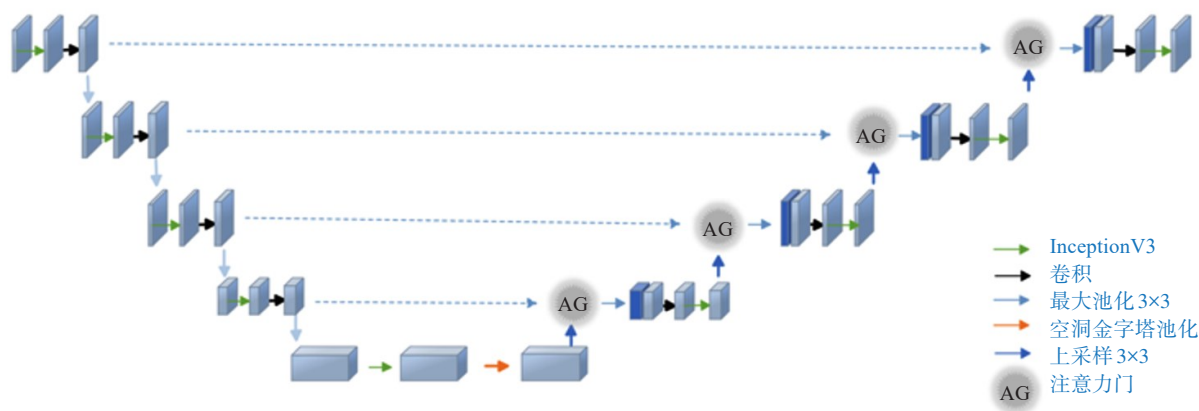 AG
AG
AG
AG
InceptionV3
卷积
最大池化 3×3
空洞金字塔池化
上采样 3×3
AG 注意力门